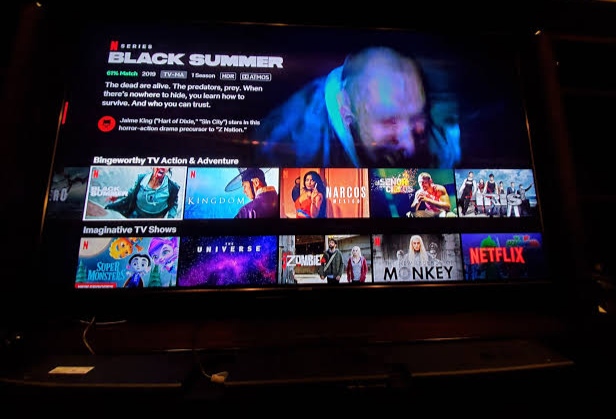 N SERIES
BLACK SUMMER
61% Match 2019 TV-MA 1 Season HDR ATMOS
The dead are alive. The predators, prey. When
there's nowhere to hide, you learn how to
survive. And who you can trust.
Jaime King ("Hart of Dixie," "Sin City") stars in this
horror-action drama precursor to "Z Nation."
Bingeworthy TV Action & Adventure
BLACK SUMMER
KINGDOM
NARCOS
MEXICO
IRIS
Imaginative TV Shows
SUPER MONSTERS
THE UNIVERSE
ZOMBIE
MONKEY
NETFLIX